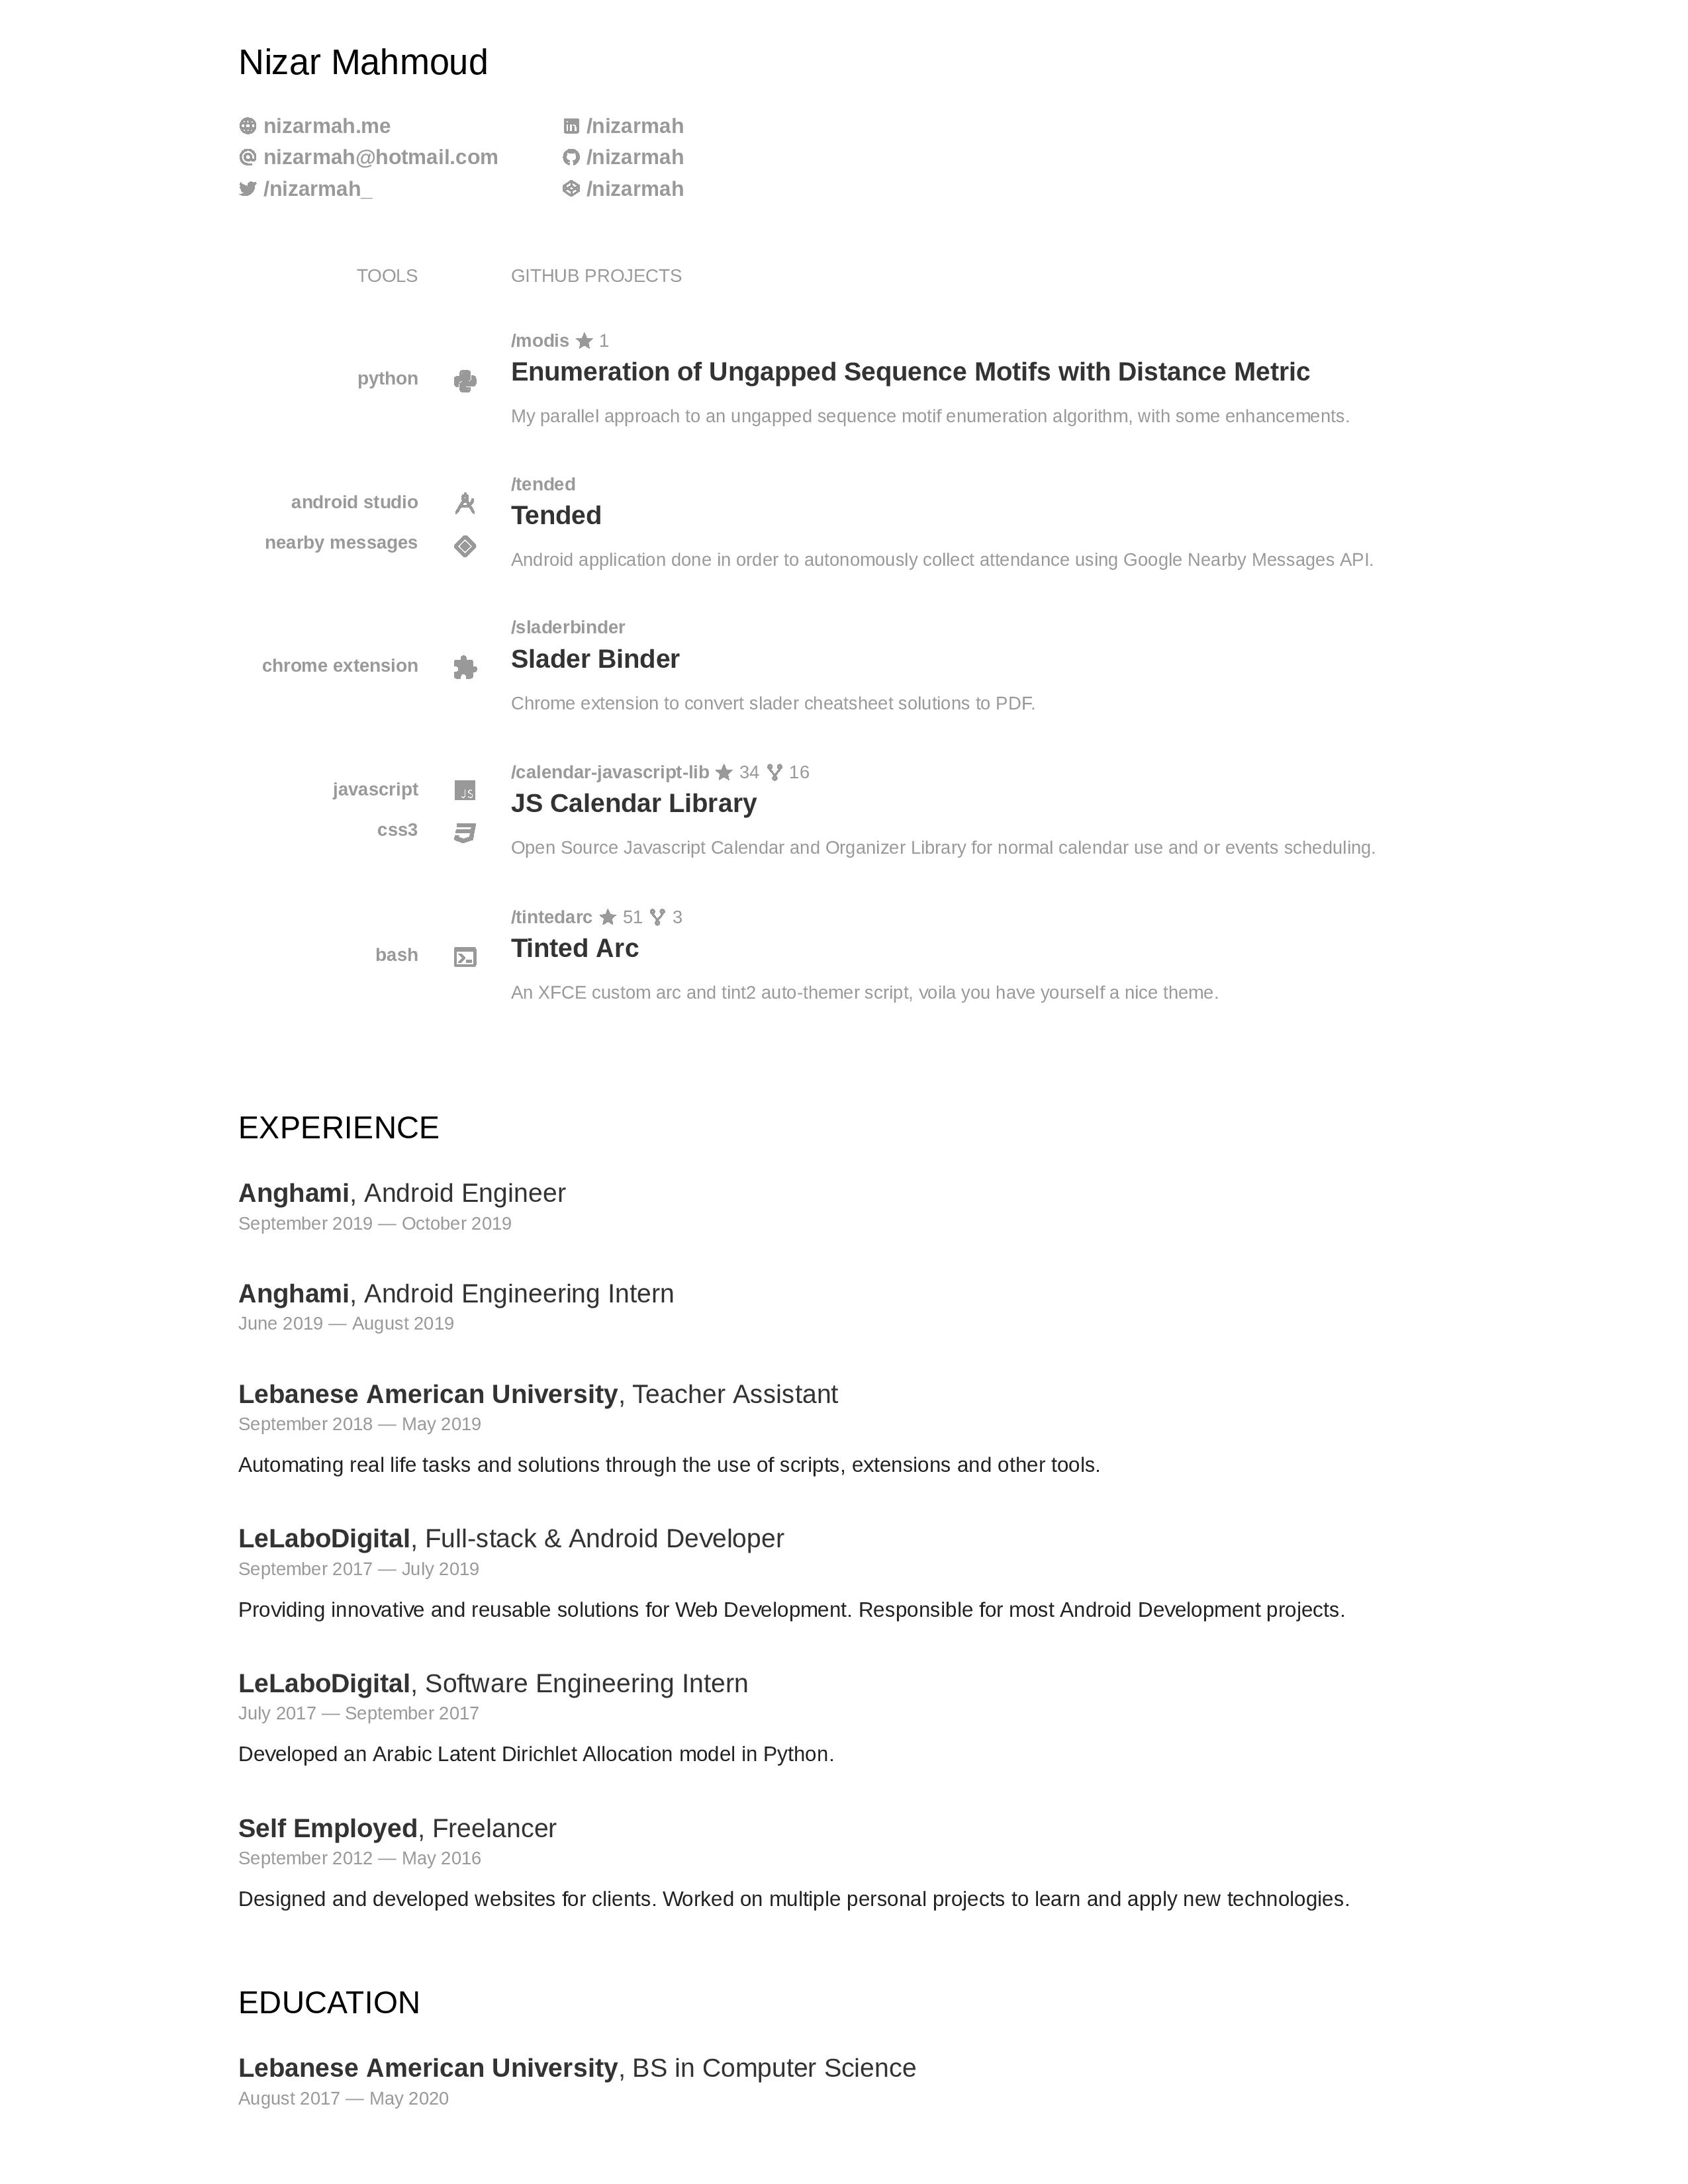 Nizar Mahmoud
nizarmah.me
/nizarmah
nizarmah@hotmail.com
/nizarmah
/nizarmah_
/nizarmah
TOOLS
GITHUB PROJECTS
/modis 1
python
Enumeration of Ungapped Sequence Motifs with Distance Metric
My parallel approach to an ungapped sequence motif enumeration algorithm, with some enhancements.
/tended
android studio
Tended
nearby messages
Android application done in order to autonomously collect attendance using Google Nearby Messages API.
/sladerbinder
chrome extension
Slader Binder
Chrome extension to convert slader cheatsheet solutions to PDF.
/calendar-javascript-lib 34 16
javascript
JS
JS Calendar Library
css3
Open Source Javascript Calendar and Organizer Library for normal calendar use and or events scheduling.
/tintedarc 51 3
bash
Tinted Arc
An XFCE custom arc and tint2 auto-themer script, voila you have yourself a nice theme.
EXPERIENCE
Anghami, Android Engineer
September 2019 — October 2019
Anghami, Android Engineering Intern
June 2019 — August 2019
Lebanese American University, Teacher Assistant
September 2018 — May 2019
Automating real life tasks and solutions through the use of scripts, extensions and other tools.
LeLaboDigital, Full-stack & Android Developer
September 2017 — July 2019
Providing innovative and reusable solutions for Web Development. Responsible for most Android Development projects.
LeLaboDigital, Software Engineering Intern
July 2017 — September 2017
Developed an Arabic Latent Dirichlet Allocation model in Python.
Self Employed, Freelancer
September 2012 — May 2016
Designed and developed websites for clients. Worked on multiple personal projects to learn and apply new technologies.
EDUCATION
Lebanese American University, BS in Computer Science
August 2017 — May 2020